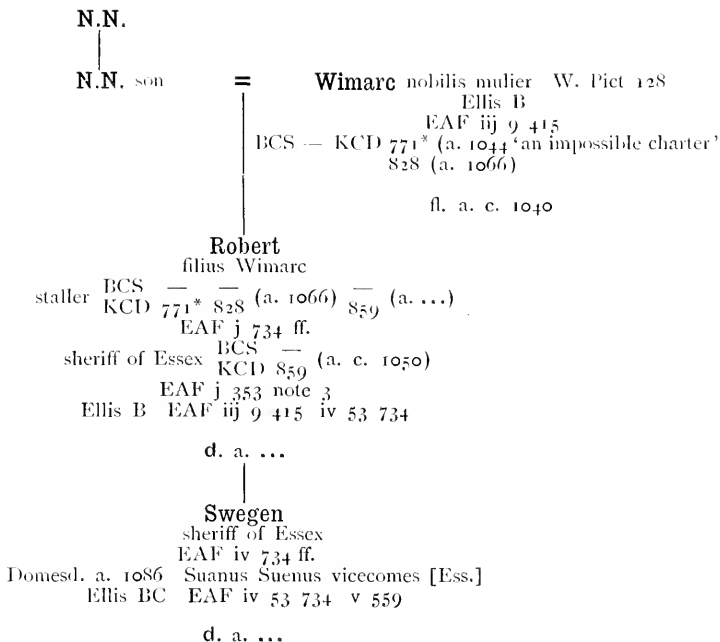 N.N.
N.N. son = Wimarc nobilis mulier W. Pict 128
Ellis B
EAF iij 9 415
BCS — KCD 771* (a. 1044 'an impossible charter'
828 (a. 1066)
fl. a. c. 1040
Robert
filius Wimarc
staller BCS — — (a. 1066) — (a. ...)
KCD 771* 828 859
EAF j 734 ff.
sheriff of Essex BCS — (a. c. 1050)
KCD 859
EAF j 353 note 3
Ellis B EAF iij 9 415 iv 53 734
d. a. ...
Swegen
sheriff of Essex
EAF iv 734 ff.
Domesd. a. 1086 Suanus Suenus vicecomes [Ess.]
Ellis BC EAF iv 53 734 v 559
d. a. ...